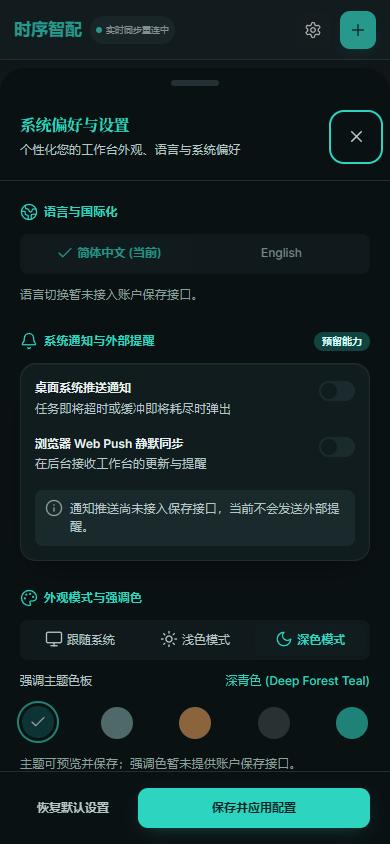 时序智配
实时同步重连中
系统偏好与设置
个性化您的工作台外观、语言与系统偏好
语言与国际化
简体中文 (当前)
English
语言切换暂未接入账户保存接口。
系统通知与外部提醒
预留能力
桌面系统推送通知
任务即将超时或缓冲即将耗尽时弹出
浏览器 Web Push 静默同步
在后台接收工作台的更新与提醒
通知推送尚未接入保存接口，当前不会发送外部提
醒。
外观模式与强调色
跟随系统
浅色模式
深色模式
强调主题色板
深青色 (Deep Forest Teal)
主题可预览并保存；强调色暂未提供账户保存接口。
恢复默认设置
保存并应用配置